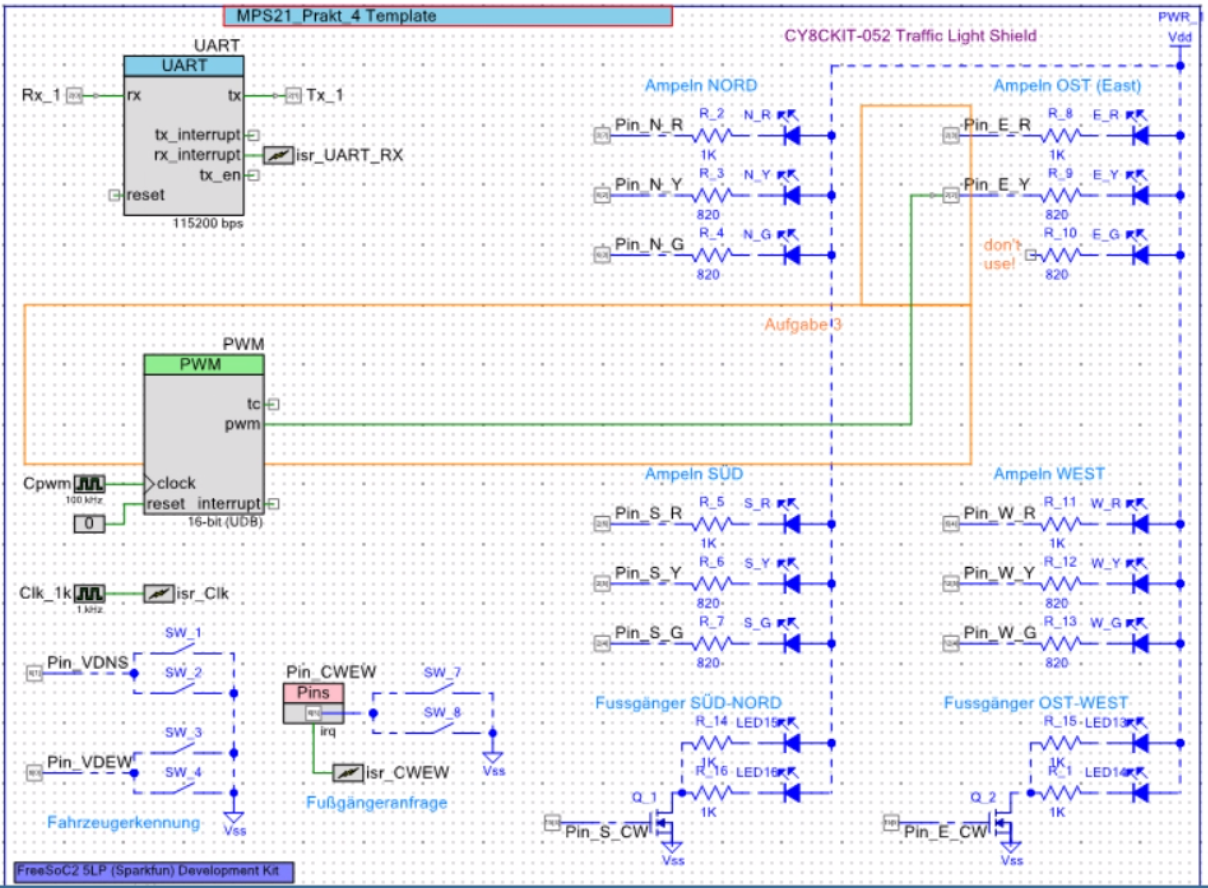 MPS21_Prakt_4 Template
PWR_1
Vdd
CY8CKIT-052 Traffic Light Shield
UART
UART
Rx_1
rx
tx
Tx_1
tx_interrupt
rx_interrupt
isr_UART_RX
tx_en
reset
115200 bps
Ampeln NORD
Pin_N_R
R_2
N_R
1K
Pin_N_Y
R_3
N_Y
820
Pin_N_G
R_4
N_G
820
Ampeln OST (East)
Pin_E_R
R_8
E_R
1K
Pin_E_Y
R_9
E_Y
820
don't
use!
R_10
E_G
820
Aufgabe 3
PWM
PWM
tc
pwm
Cpwm
100 kHz
clock
reset
interrupt
0
16-bit (UDB)
Clk_1k
1 kHz
isr_Clk
Ampeln SÜD
Pin_S_R
R_5
S_R
1K
Pin_S_Y
R_6
S_Y
820
Pin_S_G
R_7
S_G
820
Ampeln WEST
Pin_W_R
R_11
W_R
1K
Pin_W_Y
R_12
W_Y
820
Pin_W_G
R_13
W_G
820
Pin_VDNS
SW_1
SW_2
Pin_VDEW
SW_3
SW_4
Vss
Fahrzeugerkennung
Pin_CWEW
Pins
irq
SW_7
SW_8
Vss
isr_CWEW
Fußgängeranfrage
Fussgänger SÜD-NORD
R_14
LED15
1K
R_16
LED16
1K
Q_1
Pin_S_CW
Vss
Fussgänger OST-WEST
R_15
LED13
1K
R_1
LED14
1K
Q_2
Pin_E_CW
Vss
FreeSoC2 5LP (Sparkfun) Development Kit